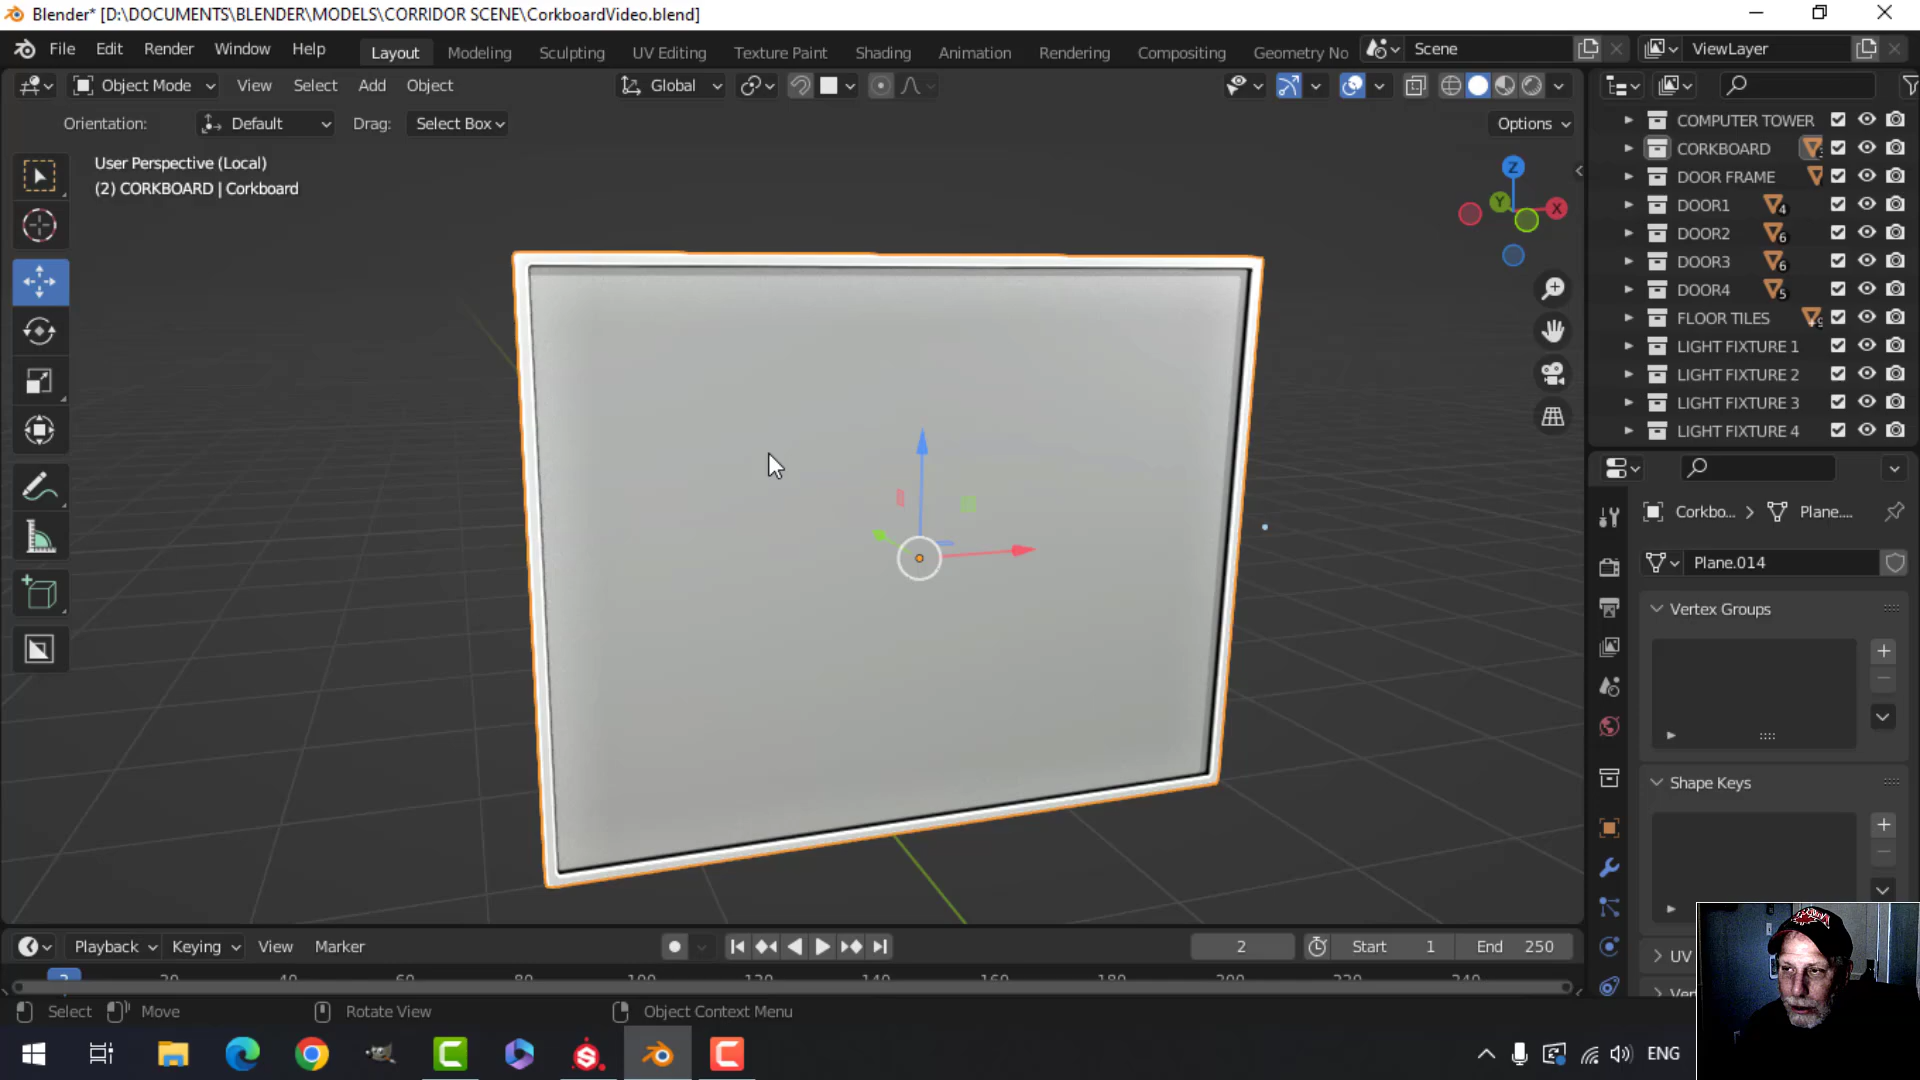 Blender* [D:\DOCUMENTS\BLENDER\MODELS\CORRIDOR SCENE\CorkboardVideo.blend]
File Edit Render Window Help Layout Modeling Sculpting UV Editing Texture Paint Shading Animation Rendering Compositing Geometry No Scene ViewLayer
Object Mode View Select Add Object Global
Orientation: Default Drag: Select Box Options
User Perspective (Local)
(2) CORKBOARD | Corkboard
Z
Y
X
COMPUTER TOWER
CORKBOARD
DOOR FRAME
DOOR1 4
DOOR2 6
DOOR3 6
DOOR4 5
FLOOR TILES
LIGHT FIXTURE 1
LIGHT FIXTURE 2
LIGHT FIXTURE 3
LIGHT FIXTURE 4
Corkbo... Plane....
Plane.014
Vertex Groups
Shape Keys
UV
Playback Keying View Marker 2 Start 1 End 250
Select Move Rotate View Object Context Menu
ENG